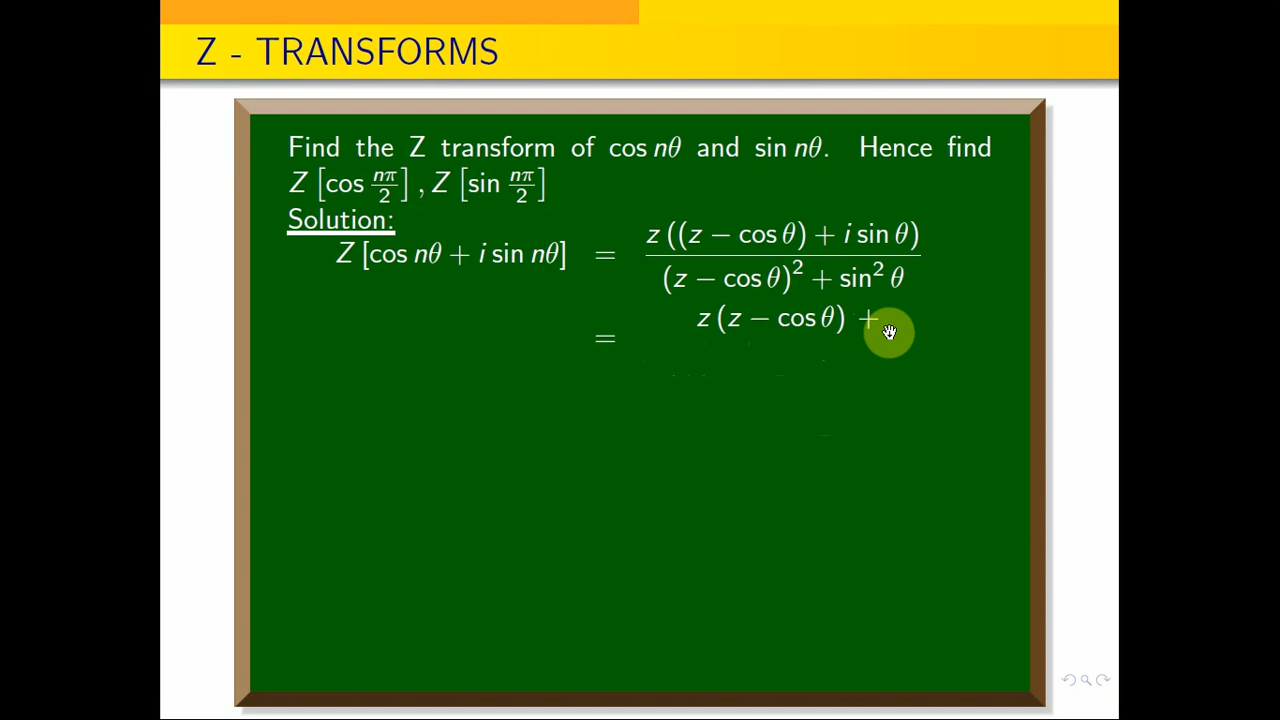 Z - TRANSFORMS
Find the Z transform of cos nθ and sin nθ. Hence find
Z [cos nπ/2] , Z [sin nπ/2]
Solution:
Z [cos nθ + i sin nθ] = z ((z − cos θ) + i sin θ) / (z − cos θ)² + sin² θ
= z (z − cos θ) +